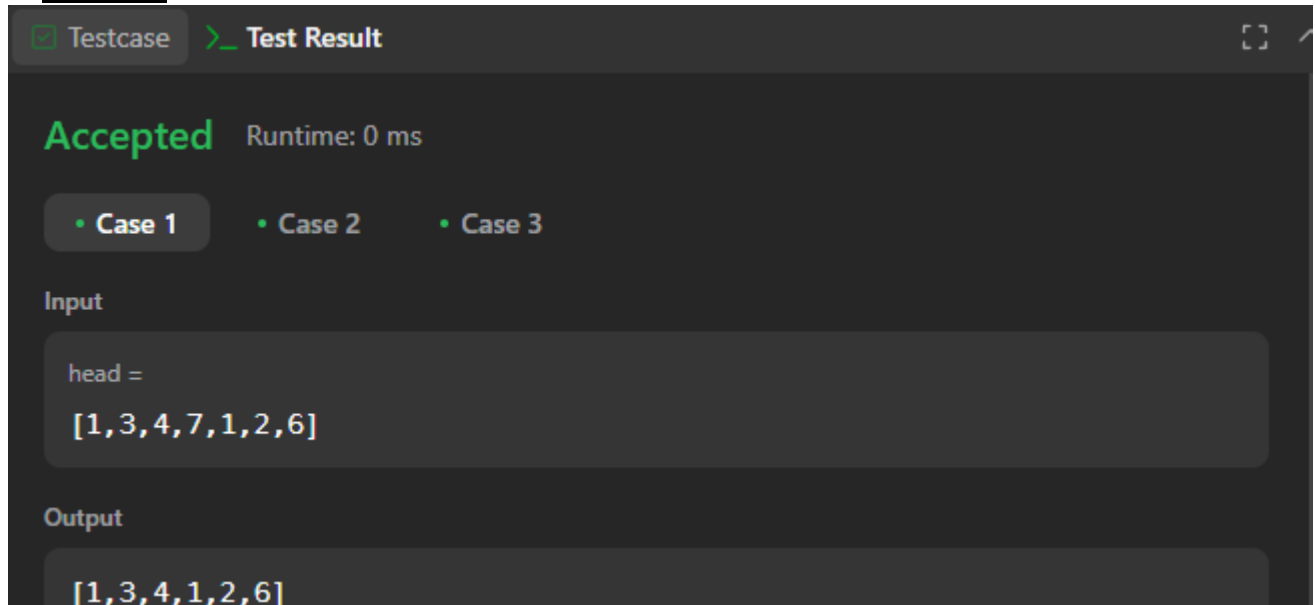 Testcase >_ Test Result
Accepted Runtime: 0 ms
• Case 1 • Case 2 • Case 3
Input
head =
[1,3,4,7,1,2,6]
Output
[1,3,4,1,2,6]